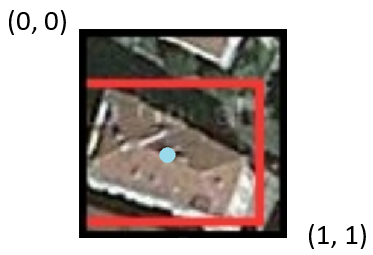 (0, 0)
(1, 1)